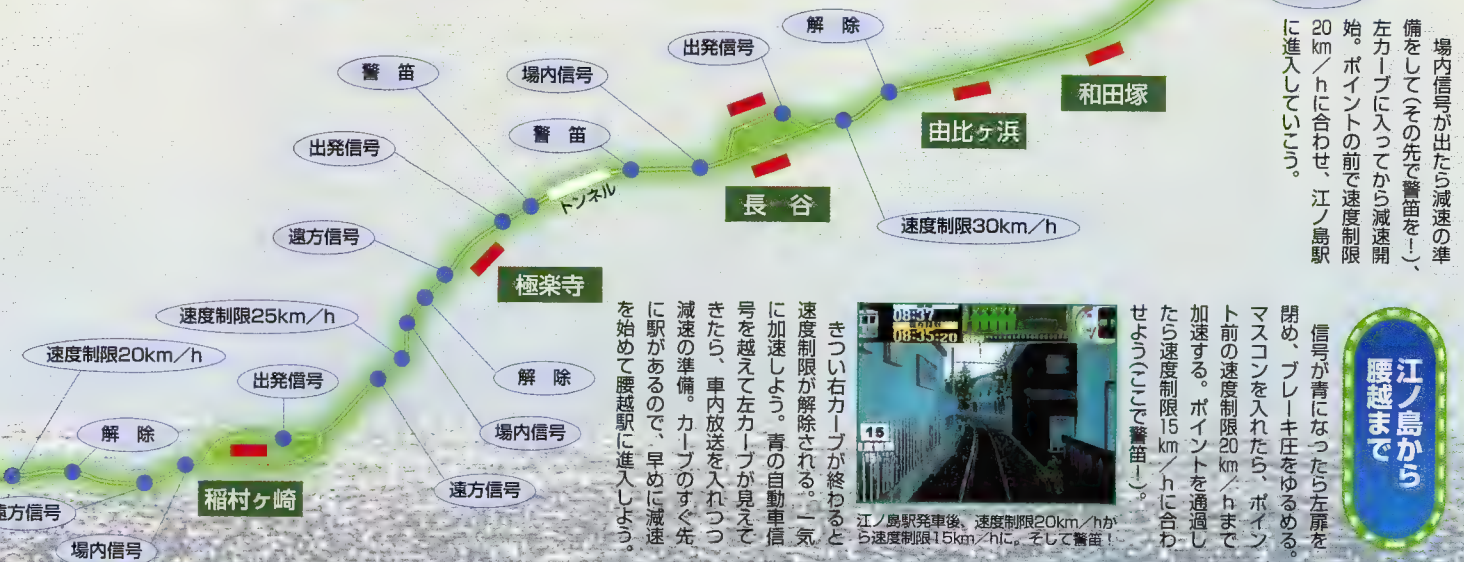 場内信号が出たら減速の準
備をして(その先で警笛を!)、
左カーブに入ってから減速開
始。ポイントの前で速度制限
20km/hに合わせ、江ノ島駅
に進入していこう。
江ノ島から
腰越まで
信号が青になったら左扉を
閉め、ブレーキ圧をゆるめる。
マスコンを入れたら、ポイン
ト前の速度制限20km/hまで
加速する。ポイントを通過し
たら速度制限15km/hに合わ
せよう(ここで警笛!)。
08:37
08:35:20
15
江ノ島駅発車後、速度制限20km/hか
ら速度制限15km/hに。そして警笛!
きつい右カーブが終わると
速度制限が解除される。一気
に加速しよう。青の自動車信
号を越えて左カーブが見えて
きたら、車内放送を入れつつ
減速の準備。カーブのすぐ先
に駅があるので、早めに減速
を始めて腰越駅に進入しよう。
和田塚
由比ヶ浜
解除
速度制限30km/h
出発信号
長谷
場内信号
警笛
トンネル
警笛
出発信号
極楽寺
遠方信号
解除
場内信号
速度制限25km/h
遠方信号
出発信号
稲村ヶ崎
場内信号
遠方信号
解除
速度制限20km/h